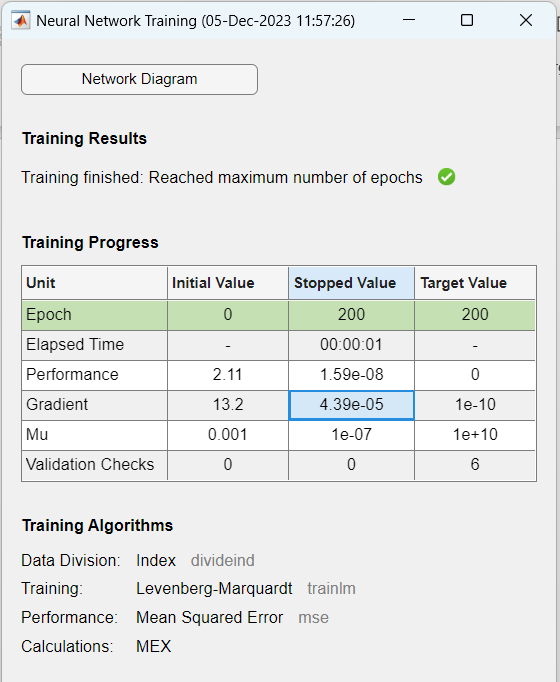 Neural Network Training (05-Dec-2023 11:57:26)
Network Diagram
Training Results
Training finished: Reached maximum number of epochs
Training Progress
Unit Initial Value Stopped Value Target Value
Epoch 0 200 200
Elapsed Time - 00:00:01 -
Performance 2.11 1.59e-08 0
Gradient 13.2 4.39e-05 1e-10
Mu 0.001 1e-07 1e+10
Validation Checks 0 0 6
Training Algorithms
Data Division: Index divideind
Training: Levenberg-Marquardt trainlm
Performance: Mean Squared Error mse
Calculations: MEX